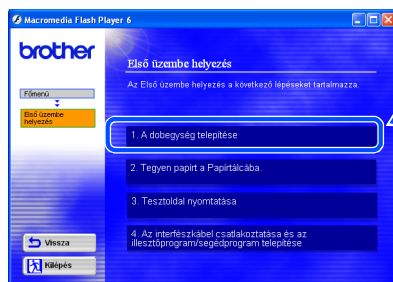 Macromedia Flash Player 6
brother
Főmenü
Első üzembe
helyezés
Vissza
Kilépés
Első üzembe helyezés
Az Első üzembe helyezés a következő lépéseket tartalmazza.
1. A dobegység telepítése
4
2. Tegyen papírt a Papírtálcába.
3. Tesztoldal nyomtatása
4. Az interfészkábel csatlakoztatása és az
illesztőprogram/segédprogram telepítése